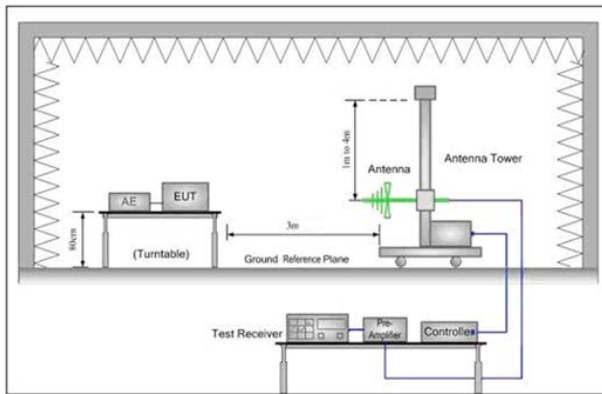 1m to 4m
Antenna
Antenna Tower
AE
EUT
80cm
(Turntable)
3m
Ground Reference Plane
Test Receiver
Pre-
Amplifier
Controller